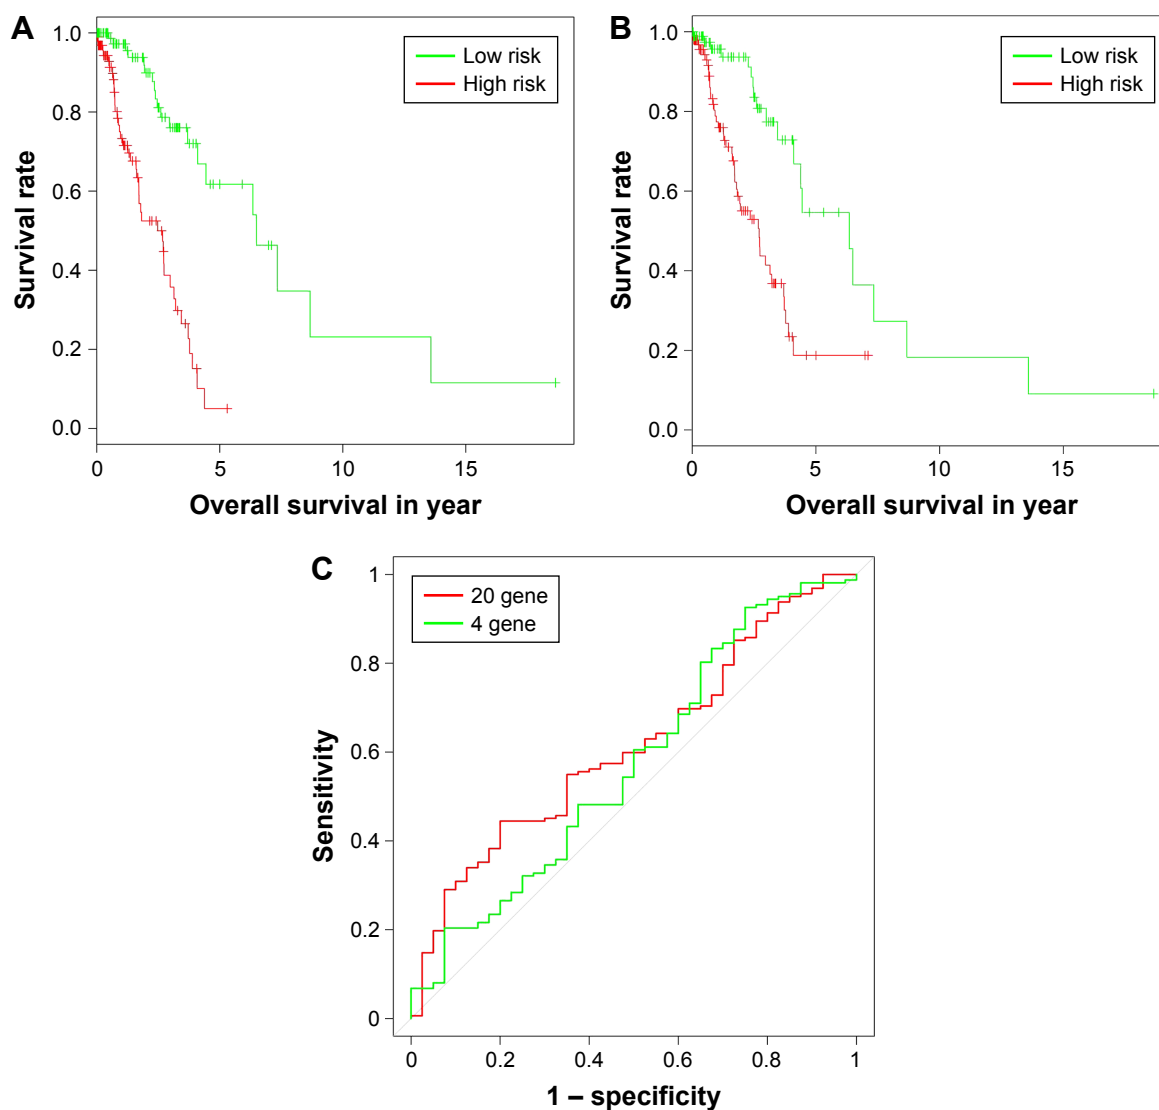 A
Low risk
High risk
1.0
0.8
0.6
0.4
0.2
0.0
Survival rate
0
5
10
15
Overall survival in year
B
Low risk
High risk
1.0
0.8
0.6
0.4
0.2
0.0
Survival rate
0
5
10
15
Overall survival in year
C
20 gene
4 gene
1
0.8
0.6
0.4
0.2
0
Sensitivity
0
0.2
0.4
0.6
0.8
1
1 – specificity